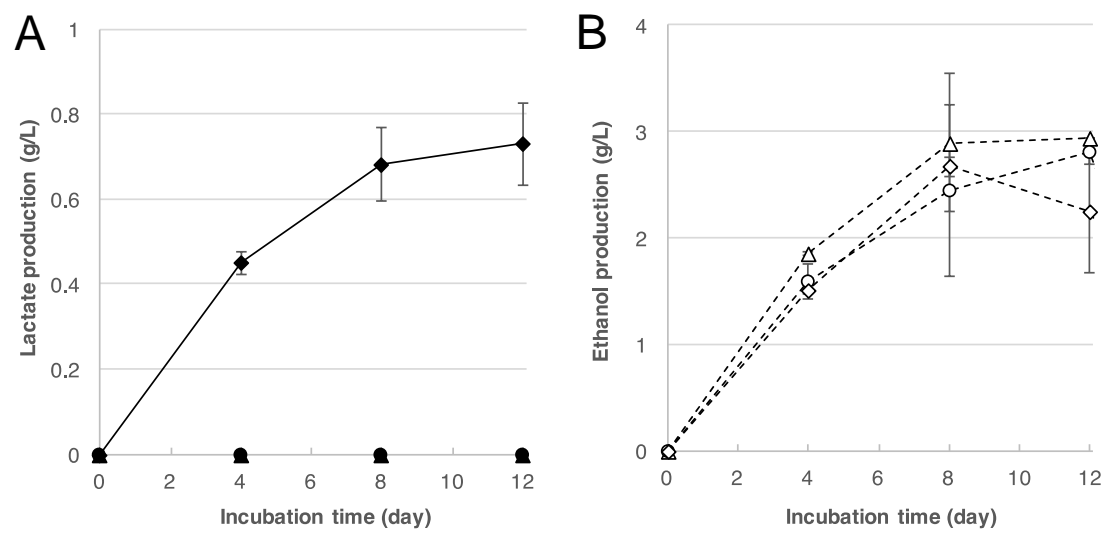 A
1
0.8
0.6
0.4
0.2
0
Lactate production (g/L)
0 2 4 6 8 10 12
Incubation time (day)
B
4
3
2
1
0
Ethanol production (g/L)
0 2 4 6 8 10 12
Incubation time (day)